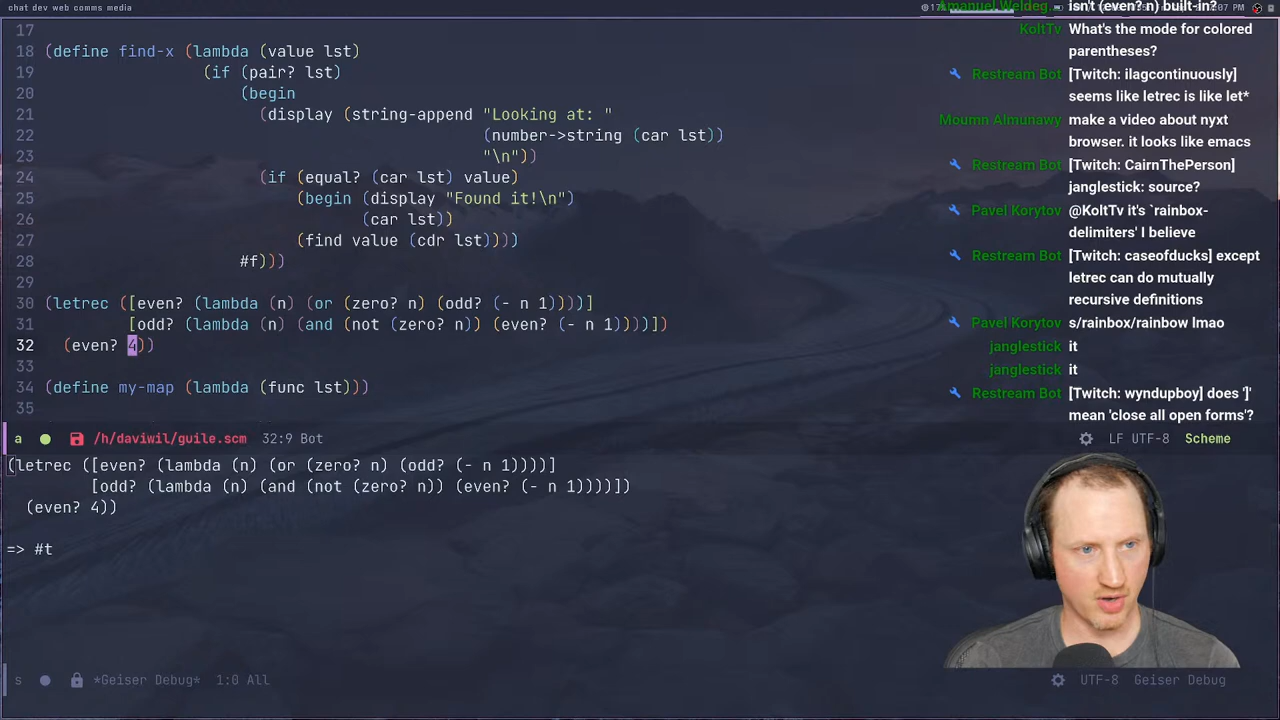 chat dev web comms media
17
18 (define find-x (lambda (value lst)
19 (if (pair? lst)
20 (begin
21 (display (string-append "Looking at: "
22 (number->string (car lst))
23 "\n"))
24 (if (equal? (car lst) value)
25 (begin (display "Found it!\n")
26 (car lst))
27 (find value (cdr lst))))
28 #f)))
29
30 (letrec ([even? (lambda (n) (or (zero? n) (odd? (- n 1))))]
31 [odd? (lambda (n) (and (not (zero? n)) (even? (- n 1))))])
32 (even? 4))
33
34 (define my-map (lambda (func lst)))
35
a /h/daviwil/guile.scm 32:9 Bot LF UTF-8 Scheme
(letrec ([even? (lambda (n) (or (zero? n) (odd? (- n 1))))]
[odd? (lambda (n) (and (not (zero? n)) (even? (- n 1))))])
(even? 4))
=> #t
s *Geiser Debug* 1:0 All UTF-8 Geiser Debug
Amanuel Weldeg... isn't (even? n) built-in?
KoltTv What's the mode for colored
parentheses?
Restream Bot [Twitch: ilagcontinuously]
seems like letrec is like let*
Moumn Almunawy make a video about nyxt
browser. it looks like emacs
Restream Bot [Twitch: CairnThePerson]
janglestick: source?
Pavel Korytov @KoltTv it's `rainbox-
delimiters' I believe
Restream Bot [Twitch: caseofducks] except
letrec can do mutually
recursive definitions
Pavel Korytov s/rainbox/rainbow lmao
janglestick it
janglestick it
Restream Bot [Twitch: wyndupboy] does ']'
mean 'close all open forms'?